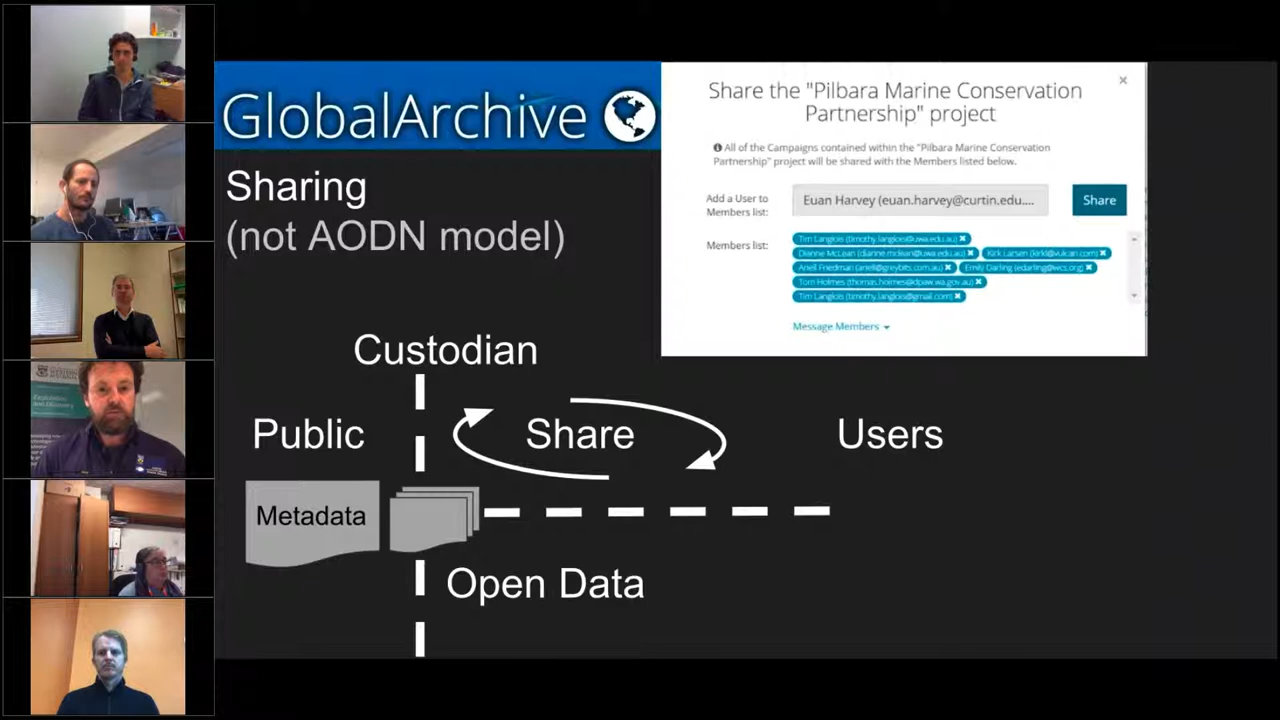 GlobalArchive
Sharing
(not AODN model)
Share the "Pilbara Marine Conservation
Partnership" project
All of the Campaigns contained within the "Pilbara Marine Conservation
Partnership" project will be shared with the Members listed below.
Add a User to
Members list:
Euan Harvey (euan.harvey@curtin.edu....
Share
Members list:
Tim Langlois (timothy.langlois@uwa.edu.au)
Dianne McLean (dianne.mclean@uwa.edu.au) Kirk Larsen (kirkl@vulcan.com)
Ariell Friedman (ariell@greybits.com.au) Emily Darling (edarling@wcs.org)
Tom Holmes (thomas.holmes@dpaw.wa.gov.au)
Tim Langlois (timothy.langlois@gmail.com)
Message Members
Custodian
Public
Share
Users
Metadata
Open Data